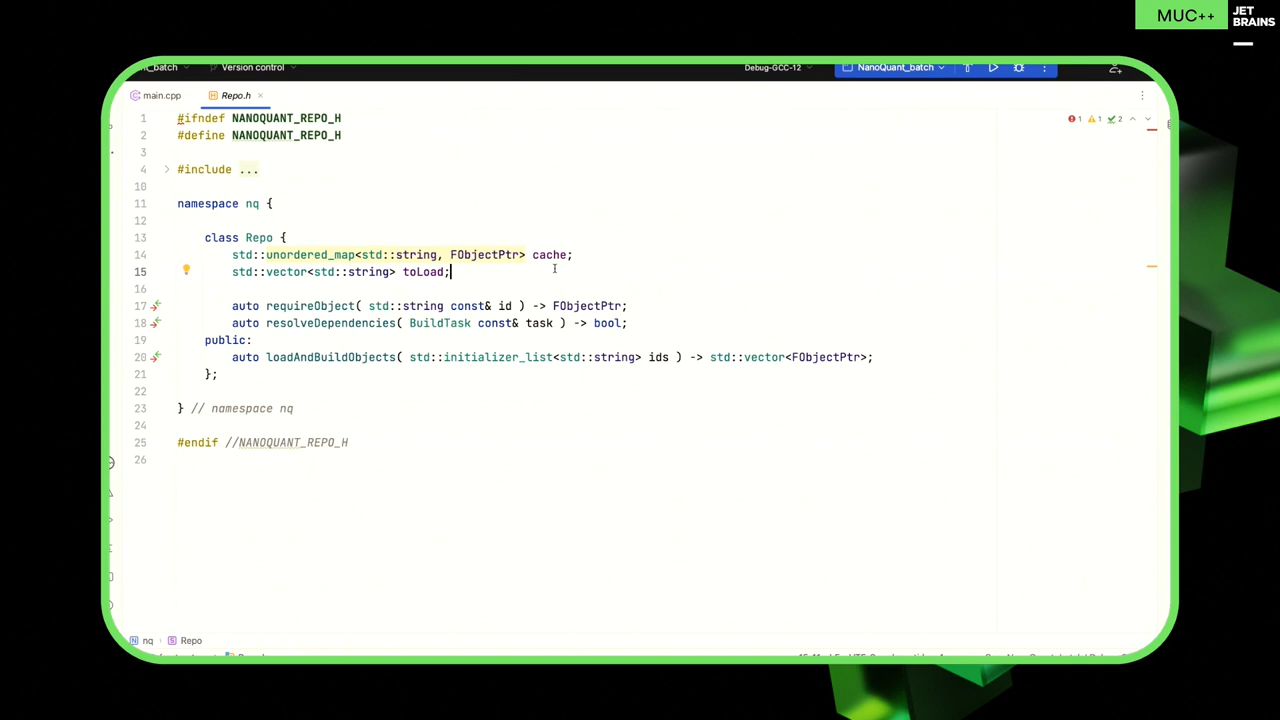 MUC++
JET
BRAINS
Version control
Debug-GCC-12
NanoQuant_batch
main.cpp
Repo.h
1 #ifndef NANOQUANT_REPO_H
1 1 2
2 #define NANOQUANT_REPO_H
3
4 #include ...
10
11 namespace nq {
12
13 class Repo {
14 std::unordered_map<std::string, FObjectPtr> cache;
15 std::vector<std::string> toLoad;
16
17 auto requireObject( std::string const& id ) -> FObjectPtr;
18 auto resolveDependencies( BuildTask const& task ) -> bool;
19 public:
20 auto loadAndBuildObjects( std::initializer_list<std::string> ids ) -> std::vector<FObjectPtr>;
21 };
22
23 } // namespace nq
24
25 #endif //NANOQUANT_REPO_H
26
nq Repo